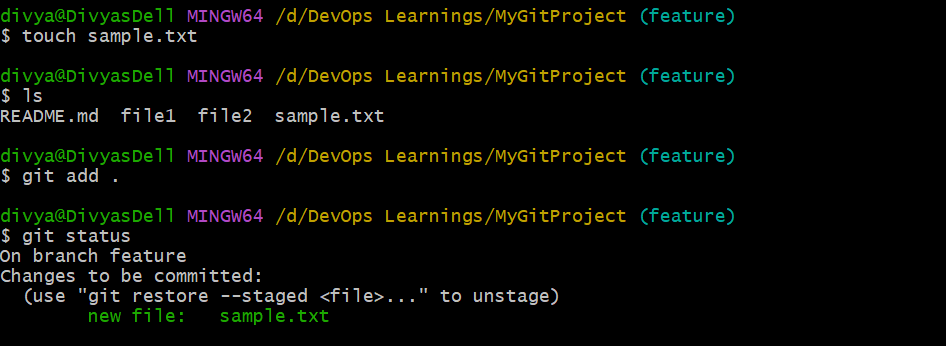 divya@DivyasDell MINGW64 /d/DevOps Learnings/MyGitProject (feature)
$ touch sample.txt
divya@DivyasDell MINGW64 /d/DevOps Learnings/MyGitProject (feature)
$ ls
README.md  file1  file2  sample.txt
divya@DivyasDell MINGW64 /d/DevOps Learnings/MyGitProject (feature)
$ git add .
divya@DivyasDell MINGW64 /d/DevOps Learnings/MyGitProject (feature)
$ git status
On branch feature
Changes to be committed:
  (use "git restore --staged <file>..." to unstage)
        new file:   sample.txt